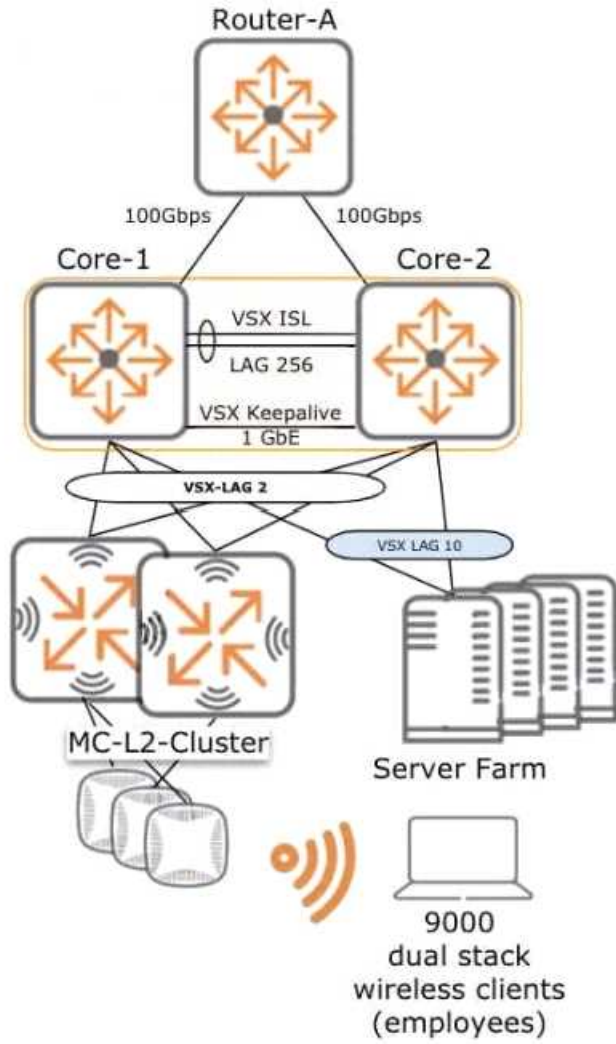 Router-A
100Gbps
100Gbps
Core-1
Core-2
VSX ISL
LAG 256
VSX Keepalive
1 GbE
VSX-LAG 2
VSX LAG 10
MC-L2-Cluster
Server Farm
9000
dual stack
wireless clients
(employees)